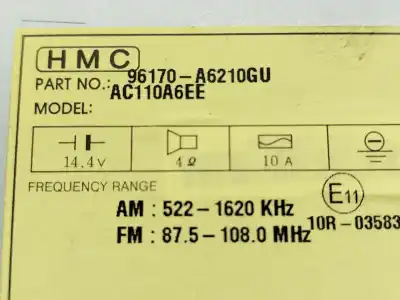 HMC
PART NO.: 96170-A6210GU
MODEL: AC110A6EE
14.4v 4Ω 10 A
FREQUENCY RANGE
AM : 522-1620 KHz
FM : 87.5-108.0 MHz
E11
10R-03583